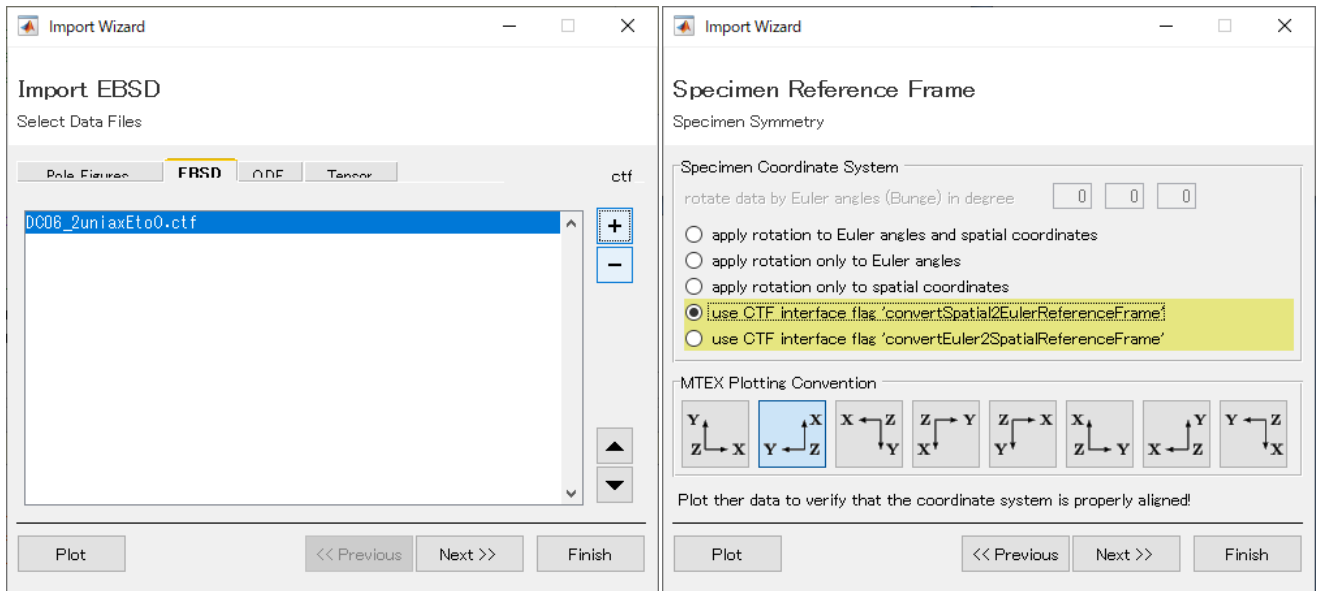 Import Wizard
Import EBSD
Select Data Files
Pole Figures EBSD ODF Tensor
ctf
DC06_2uniaxEto0.ctf
+
−
Plot << Previous Next >> Finish
Import Wizard
Specimen Reference Frame
Specimen Symmetry
Specimen Coordinate System
rotate data by Euler angles (Bunge) in degree 0 0 0
apply rotation to Euler angles and spatial coordinates
apply rotation only to Euler angles
apply rotation only to spatial coordinates
use CTF interface flag 'convertSpatial2EulerReferenceFrame'
use CTF interface flag 'convertEuler2SpatialReferenceFrame'
MTEX Plotting Convention
Y X X Z Z Y Z X X Y Y Z
Z X Y Z Y X Y Z Y X Z X
Plot ther data to verify that the coordinate system is properly aligned!
Plot << Previous Next >> Finish